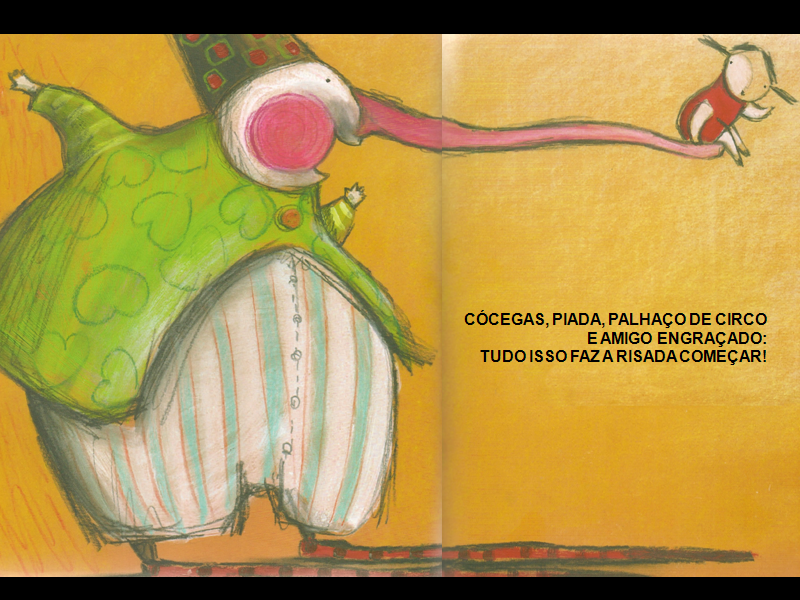 CÓCEGAS, PIADA, PALHAÇO DE CIRCO
E AMIGO ENGRAÇADO:
TUDO ISSO FAZ A RISADA COMEÇAR!